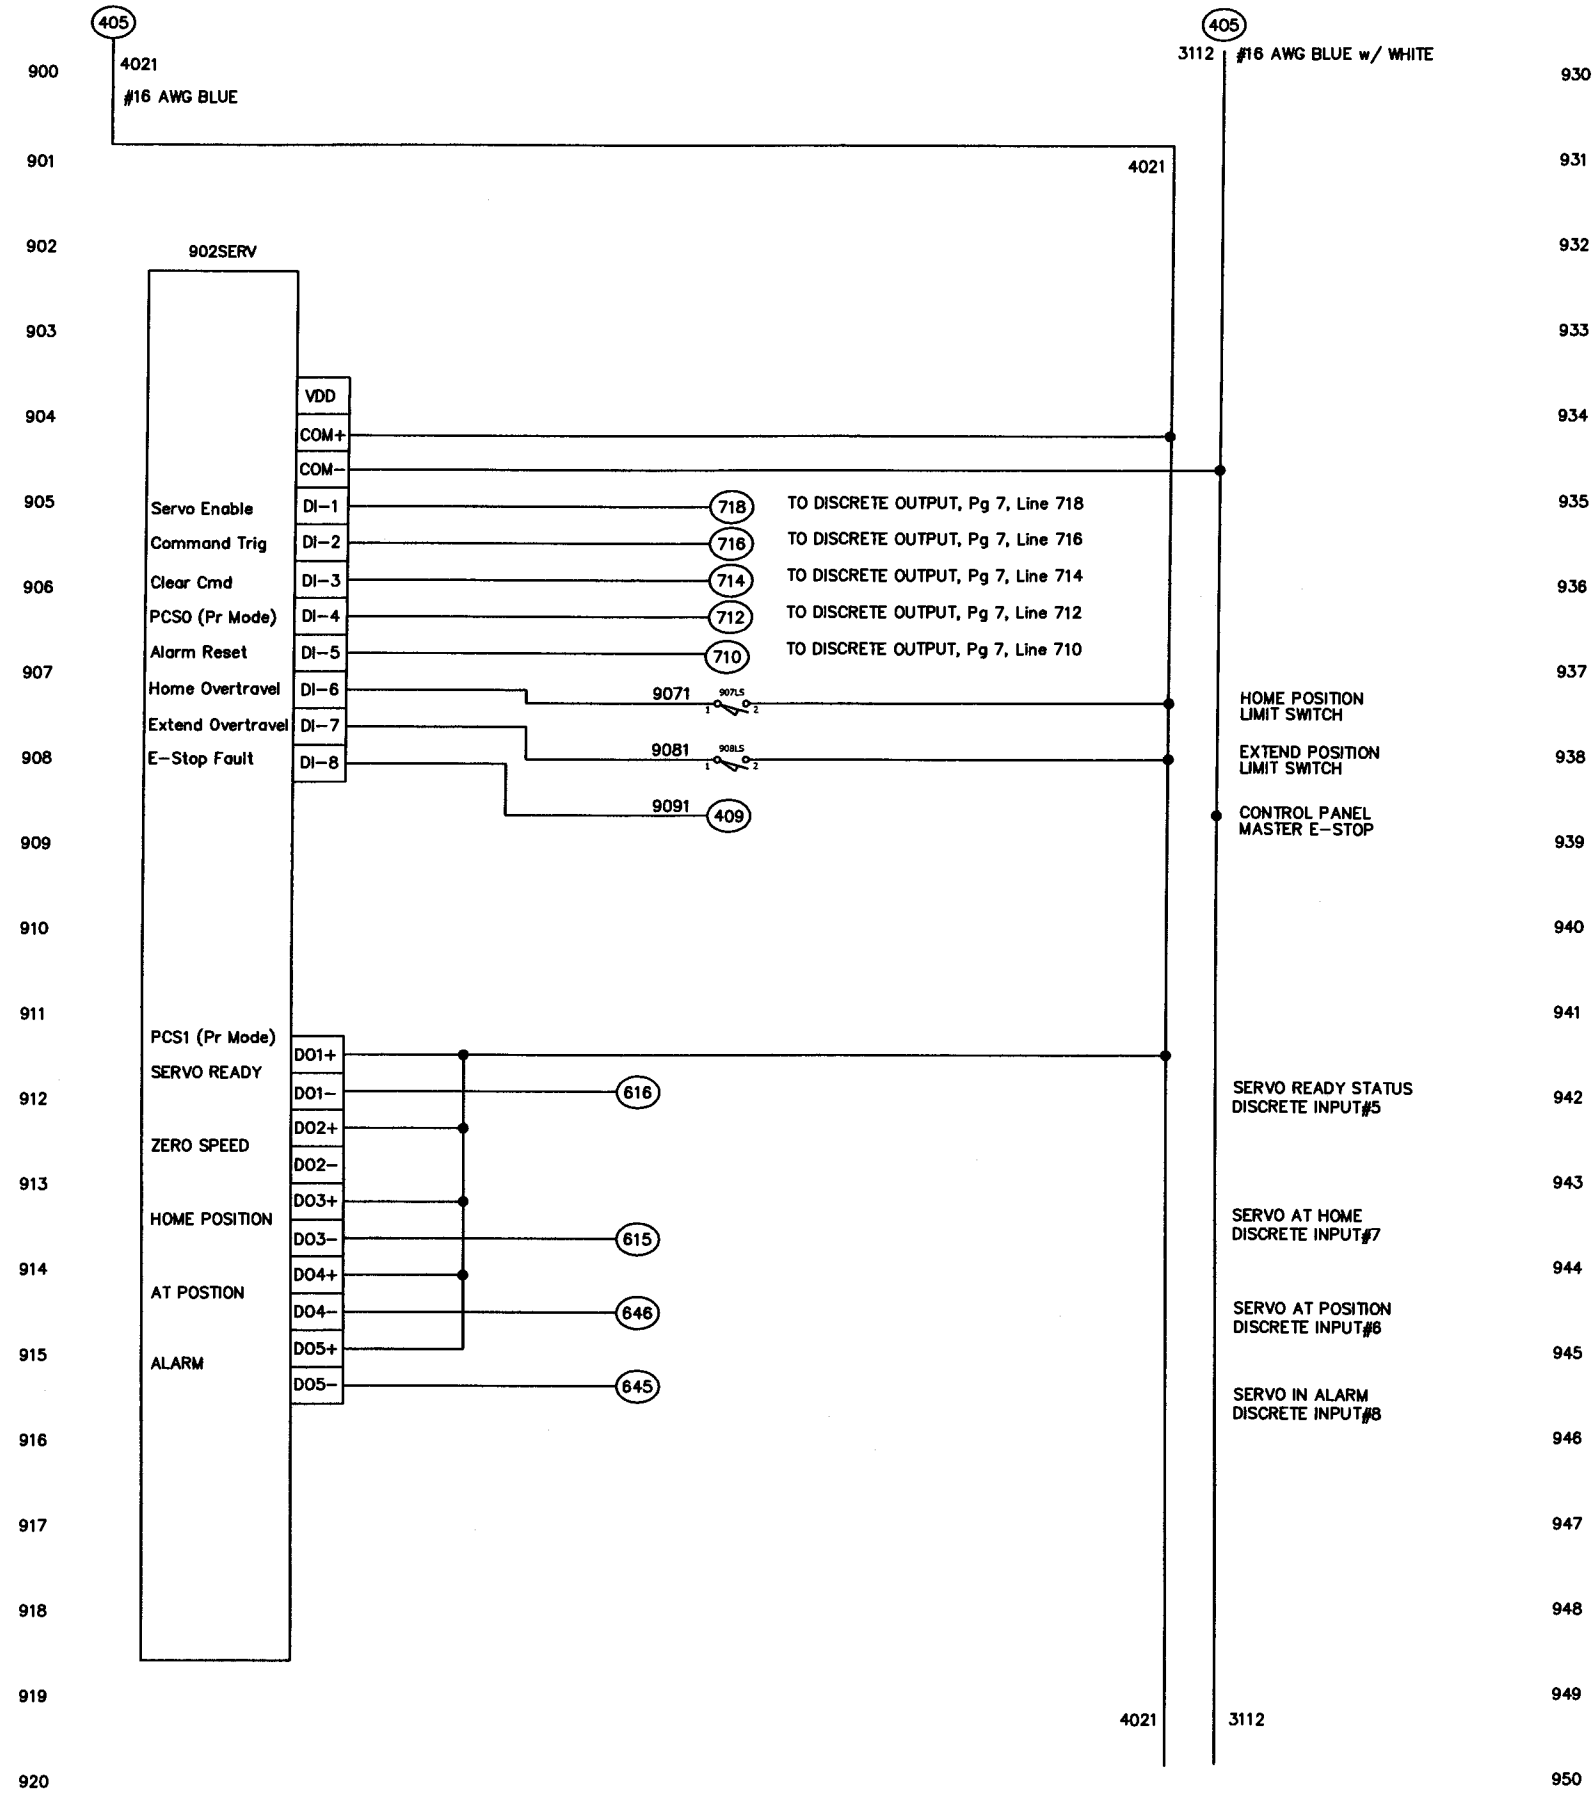 405
405
4021
3112 #16 AWG BLUE w/ WHITE
900
930
#16 AWG BLUE
901
4021
931
902
902SERV
932
903
933
VDD
904
934
COM+
COM-
905
Servo Enable DI-1 718 TO DISCRETE OUTPUT, Pg 7, Line 718
935
Command Trig DI-2 716 TO DISCRETE OUTPUT, Pg 7, Line 716
906
Clear Cmd DI-3 714 TO DISCRETE OUTPUT, Pg 7, Line 714
936
PCS0 (Pr Mode) DI-4 712 TO DISCRETE OUTPUT, Pg 7, Line 712
Alarm Reset DI-5 710 TO DISCRETE OUTPUT, Pg 7, Line 710
907
937
Home Overtravel DI-6 9071 1 907LS 2
HOME POSITION
LIMIT SWITCH
Extend Overtravel DI-7 9081 1 908LS 2
EXTEND POSITION
LIMIT SWITCH
908
938
E-Stop Fault DI-8 9091 409
CONTROL PANEL
MASTER E-STOP
909
939
910
940
911
941
PCS1 (Pr Mode)
DO1+
SERVO READY
912
DO1- 616
SERVO READY STATUS
DISCRETE INPUT#5
942
DO2+
ZERO SPEED
DO2-
913
943
DO3+
HOME POSITION
DO3- 615
SERVO AT HOME
DISCRETE INPUT#7
914
944
DO4+
AT POSTION
DO4- 646
SERVO AT POSITION
DISCRETE INPUT#6
915
945
DO5+
ALARM
DO5- 645
SERVO IN ALARM
DISCRETE INPUT#8
916
946
917
947
918
948
919
949
4021
3112
920
950